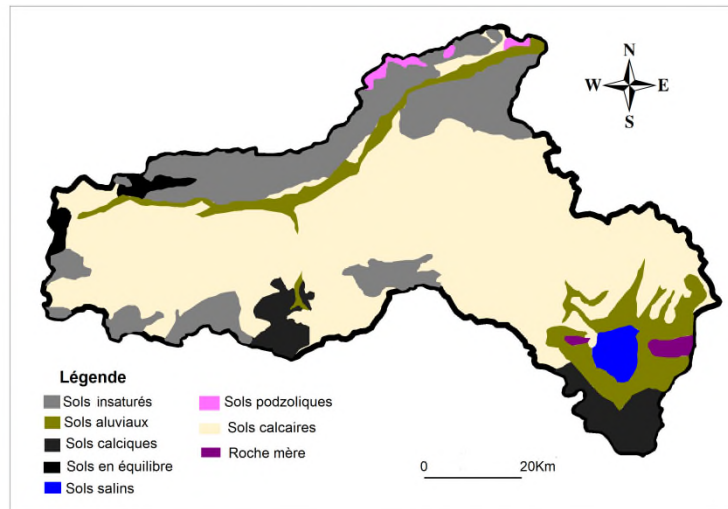 N
W E
S
Légende
Sols insaturés
Sols aluviaux
Sols calciques
Sols en équilibre
Sols salins
Sols podzoliques
Sols calcaires
Roche mère
0 20Km